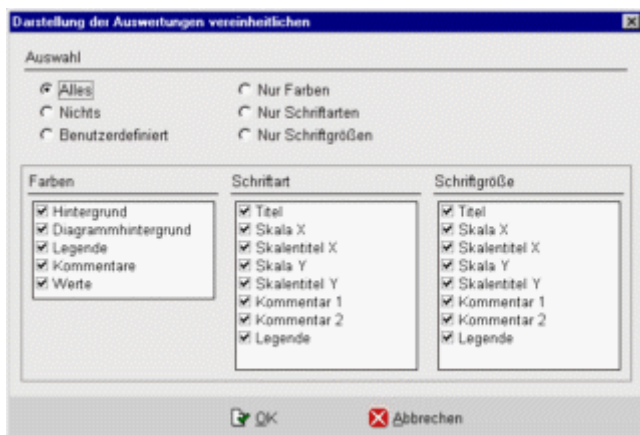 Darstellung der Auswertungen vereinheitlichen
Auswahl
Alles
Nichts
Benutzerdefiniert
Nur Farben
Nur Schriftarten
Nur Schriftgrößen
Farben
Hintergrund
Diagrammhintergrund
Legende
Kommentare
Werte
Schriftart
Titel
Skala X
Skalentitel X
Skala Y
Skalentitel Y
Kommentar 1
Kommentar 2
Legende
Schriftgröße
Titel
Skala X
Skalentitel X
Skala Y
Skalentitel Y
Kommentar 1
Kommentar 2
Legende
OK
Abbrechen